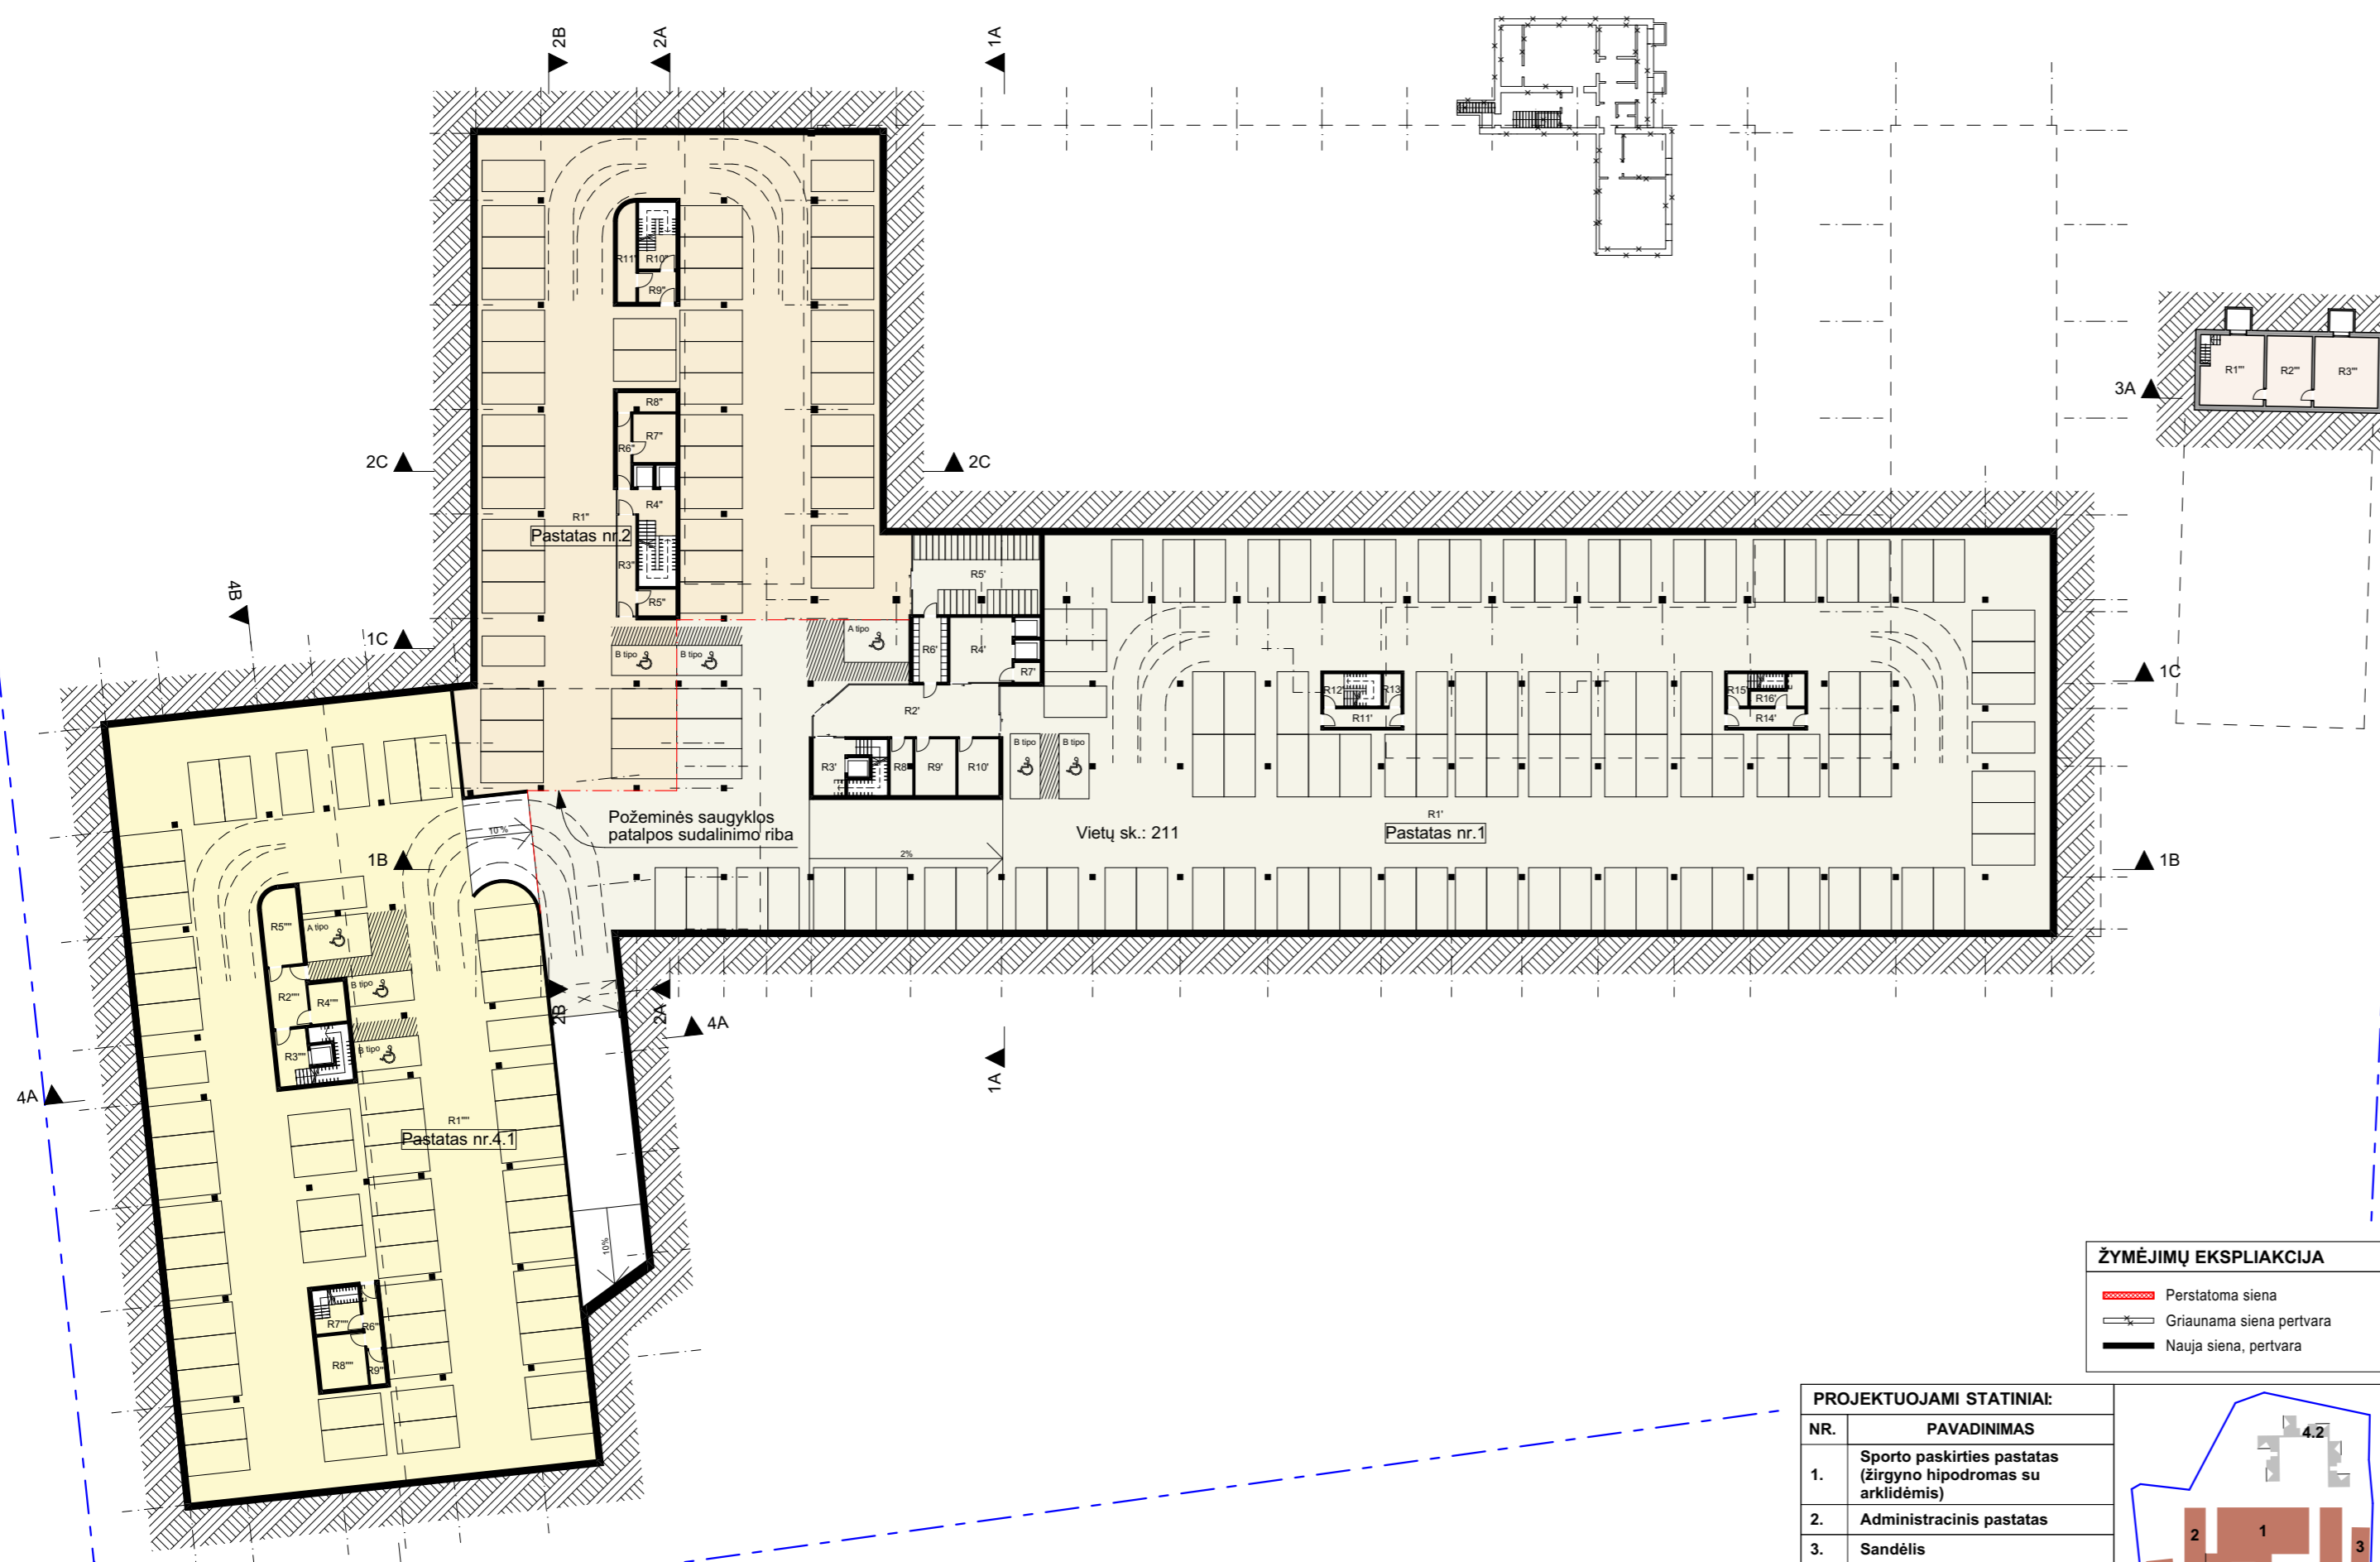 2B
2A
1A
R11"
R10"
R9"
R1'''
R2'''
R3'''
3A
R8"
R7"
R6"
2C
2C
R4"
R1"
Pastatas nr.2
R3"
R5"
R5'
4B
1C
A tipo
B tipo
B tipo
R6'
R4'
R7'
1C
R12'
R13'
R15'
R16'
R2'
R11'
R14'
B tipo
B tipo
R3'
R8'
R9'
R10'
Požeminės saugyklos
patalpos sudalinimo riba
R1'
Vietų sk.: 211
Pastatas nr.1
10 %
1B
2%
1B
R5''''
A tipo
B tipo
R2''''
R4''''
2B
2A
4A
R3''''
B tipo
1A
4A
R1''''
Pastatas nr.4.1
10%
ŽYMĖJIMŲ EKSPLIAKCIJA
Perstatoma siena
Griaunama siena pertvara
Nauja siena, pertvara
R7''''
R6''''
R8''''
R9''''
PROJEKTUOJAMI STATINIAI:
NR.
PAVADINIMAS
4.2
1.
Sporto paskirties pastatas
(žirgyno hipodromas su
arklidėmis)
2.
Administracinis pastatas
3.
Sandėlis
2
1
3